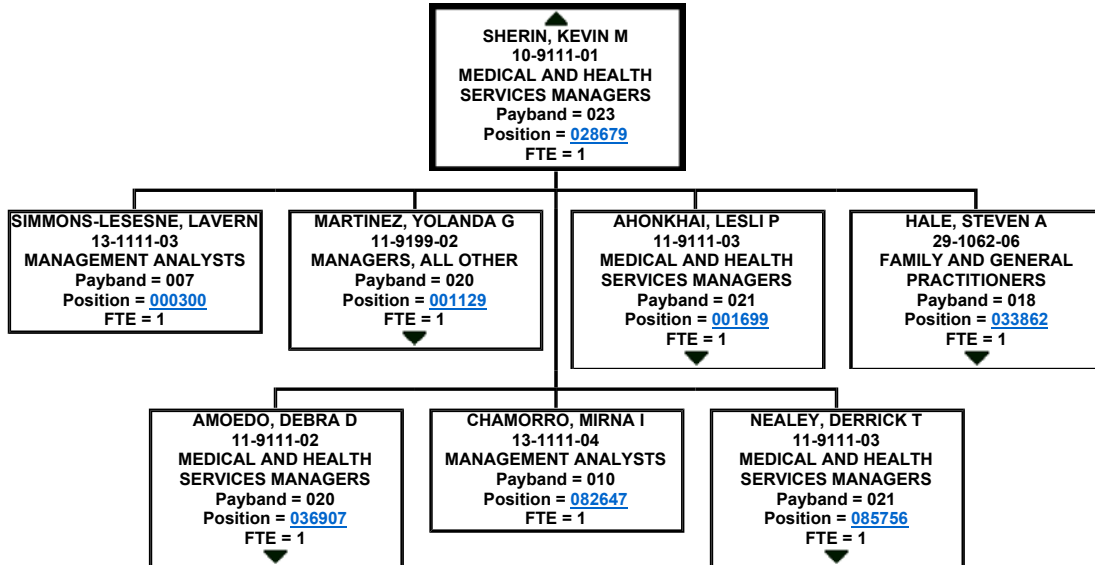 SHERIN, KEVIN M
10-9111-01
MEDICAL AND HEALTH
SERVICES MANAGERS
Payband = 023
Position = 028679
FTE = 1
SIMMONS-LESESNE, LAVERN
13-1111-03
MANAGEMENT ANALYSTS
Payband = 007
Position = 000300
FTE = 1
MARTINEZ, YOLANDA G
11-9199-02
MANAGERS, ALL OTHER
Payband = 020
Position = 001129
FTE = 1
AHONKHAI, LESLI P
11-9111-03
MEDICAL AND HEALTH
SERVICES MANAGERS
Payband = 021
Position = 001699
FTE = 1
HALE, STEVEN A
29-1062-06
FAMILY AND GENERAL
PRACTITIONERS
Payband = 018
Position = 033862
FTE = 1
AMOEDO, DEBRA D
11-9111-02
MEDICAL AND HEALTH
SERVICES MANAGERS
Payband = 020
Position = 036907
FTE = 1
CHAMORRO, MIRNA I
13-1111-04
MANAGEMENT ANALYSTS
Payband = 010
Position = 082647
FTE = 1
NEALEY, DERRICK T
11-9111-03
MEDICAL AND HEALTH
SERVICES MANAGERS
Payband = 021
Position = 085756
FTE = 1